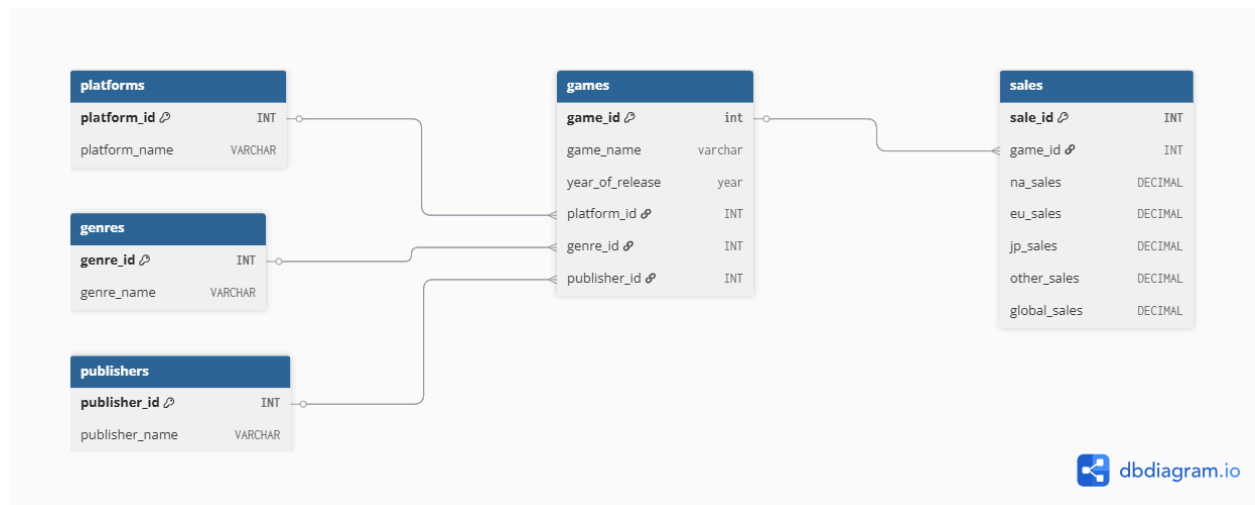 platforms
platform_id INT
platform_name VARCHAR
genres
genre_id INT
genre_name VARCHAR
publishers
publisher_id INT
publisher_name VARCHAR
games
game_id int
game_name varchar
year_of_release year
platform_id INT
genre_id INT
publisher_id INT
sales
sale_id INT
game_id INT
na_sales DECIMAL
eu_sales DECIMAL
jp_sales DECIMAL
other_sales DECIMAL
global_sales DECIMAL
dbdiagram.io